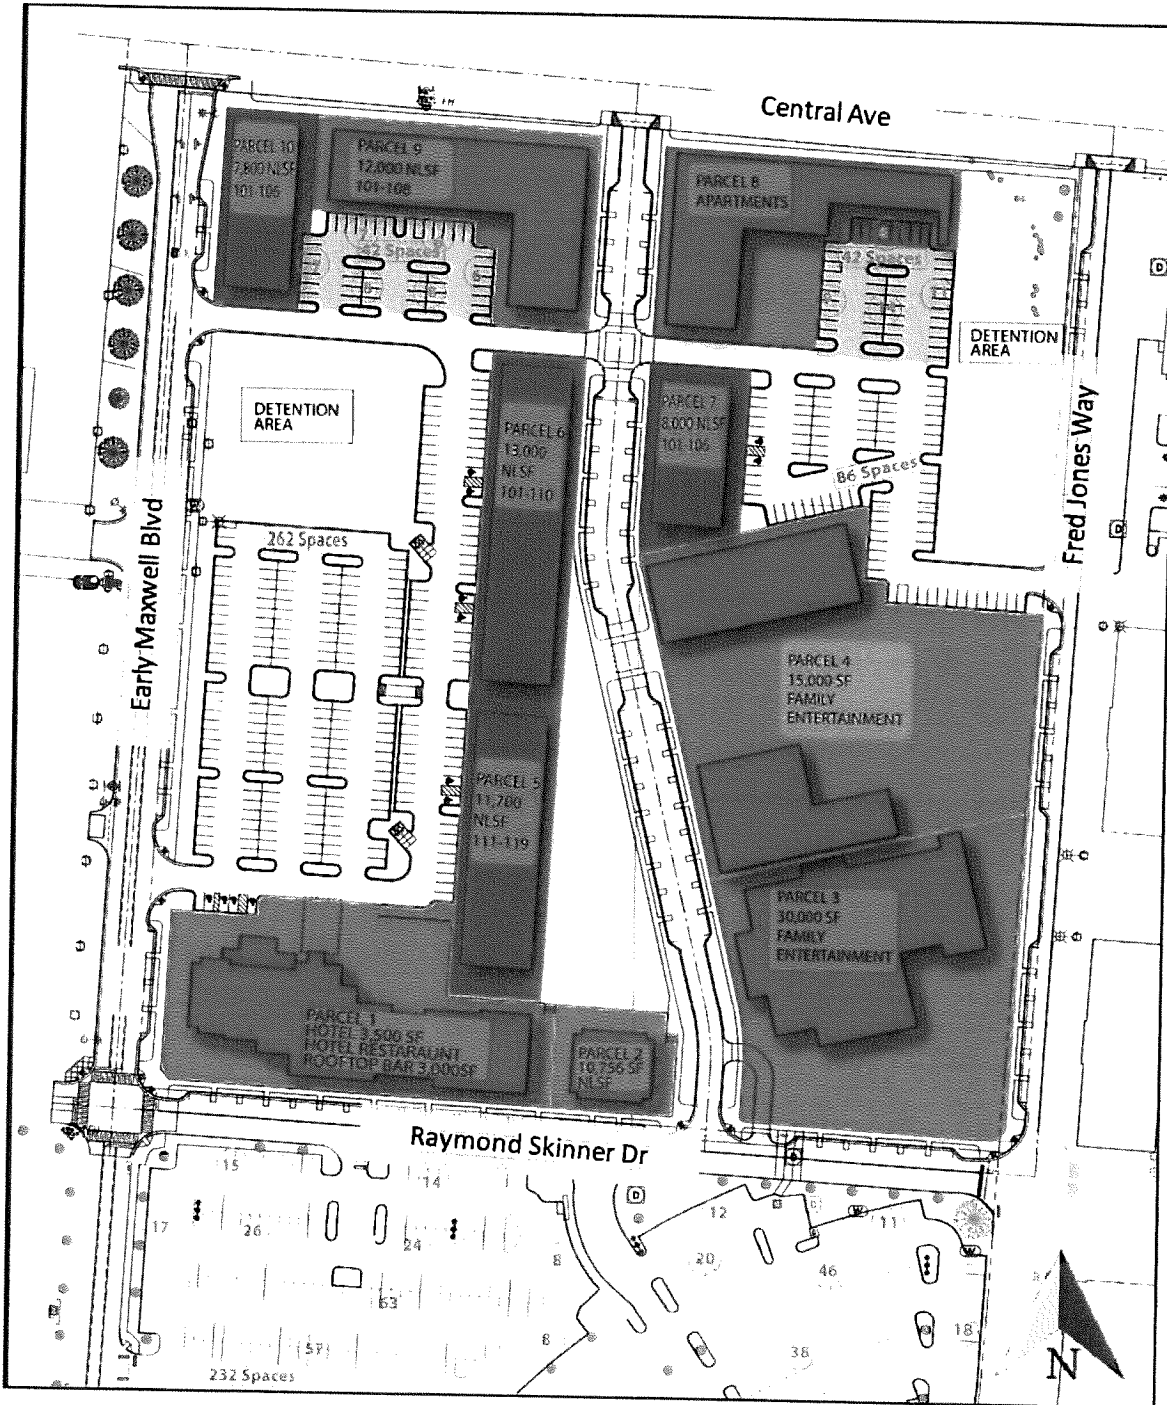 Central Ave
PARCEL 10
7,800 NLSF
101-106
PARCEL 9
12,000 NLSF
101-108
42 Spaces
PARCEL 8
APARTMENTS
42 Spaces
DETENTION
AREA
DETENTION
AREA
PARCEL 6
13,000
NLSF
101-110
PARCEL 7
8,000 NLSF
101-106
86 Spaces
Fred Jones Way
Early Maxwell Blvd
262 Spaces
PARCEL 4
15,000 SF
FAMILY
ENTERTAINMENT
PARCEL 5
11,700
NLSF
111-119
PARCEL 3
30,000 SF
FAMILY
ENTERTAINMENT
PARCEL 1
HOTEL 3,500 SF
HOTEL RESTARAUNT
ROOFTOP BAR 3,000SF
PARCEL 2
10,756 SF
NLSF
Raymond Skinner Dr
D
D
D
15
14
17
26
24
12
11
W
W
8
20
46
63
8
18
57
38
232 Spaces
N